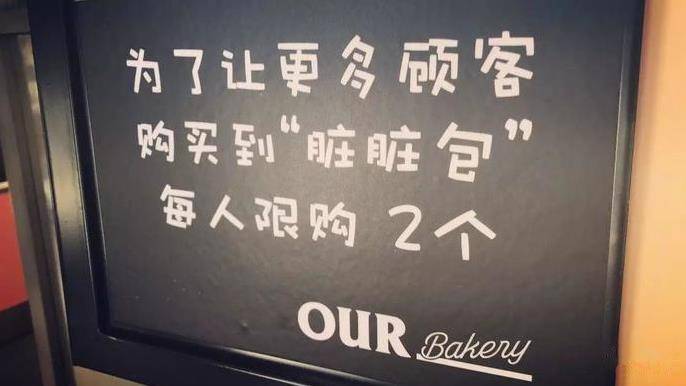 为了让更多顾客
购买到“脏脏包”
每人限购 2个
OUR Bakery